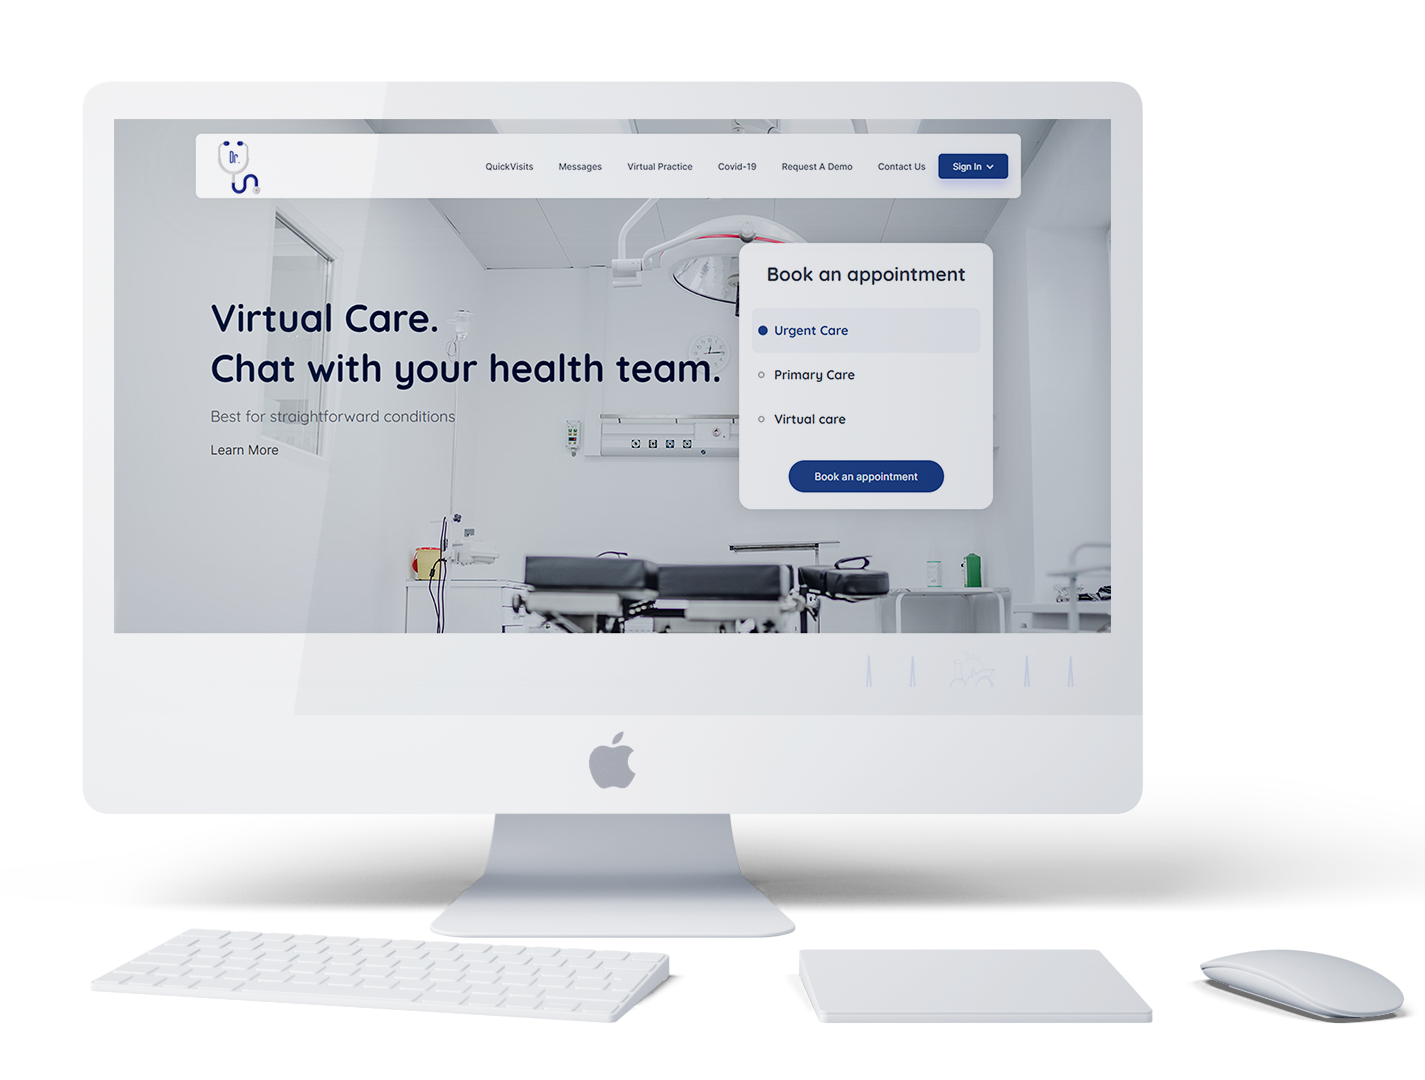 Dr.
QuickVisits Messages Virtual Practice Covid-19 Request A Demo Contact Us Sign In
Virtual Care.
Chat with your health team.
Best for straightforward conditions
Learn More
Book an appointment
Urgent Care
Primary Care
Virtual care
Book an appointment